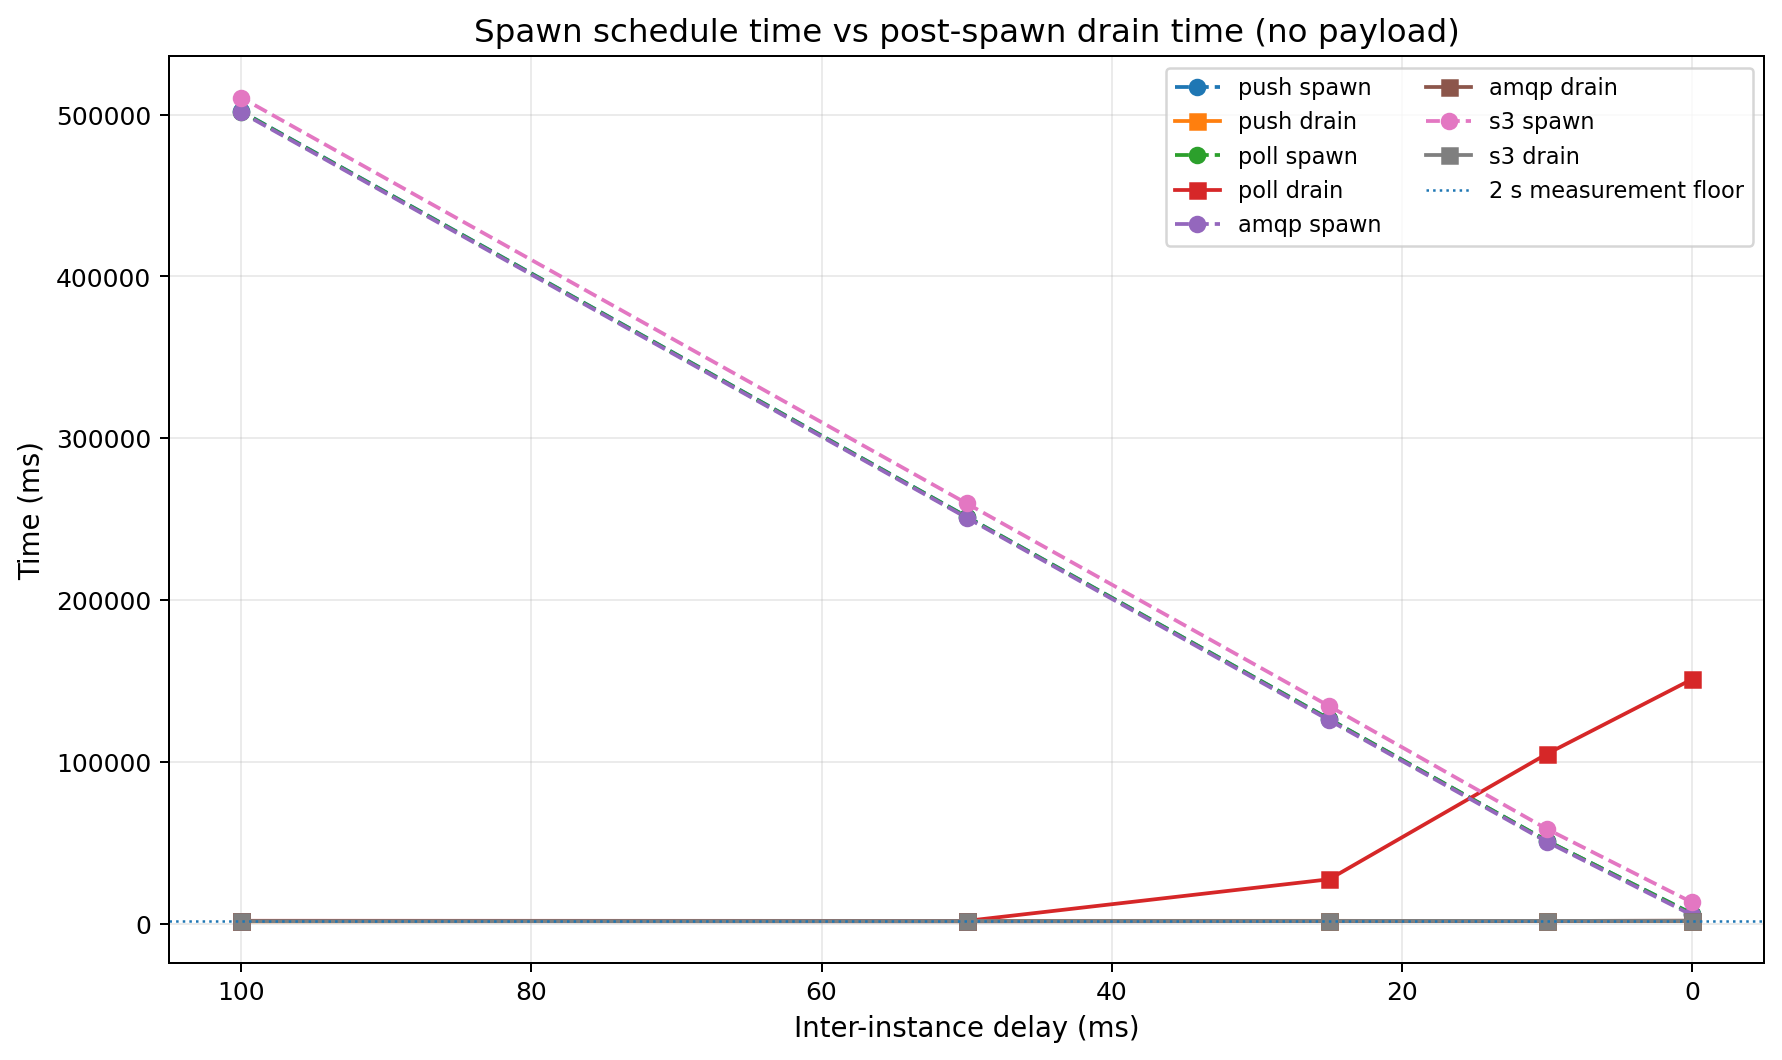 Spawn schedule time vs post-spawn drain time (no payload)
push spawn
push drain
poll spawn
poll drain
amqp spawn
amqp drain
s3 spawn
s3 drain
2 s measurement floor
Time (ms)
500000
400000
300000
200000
100000
0
100 80 60 40 20 0
Inter-instance delay (ms)